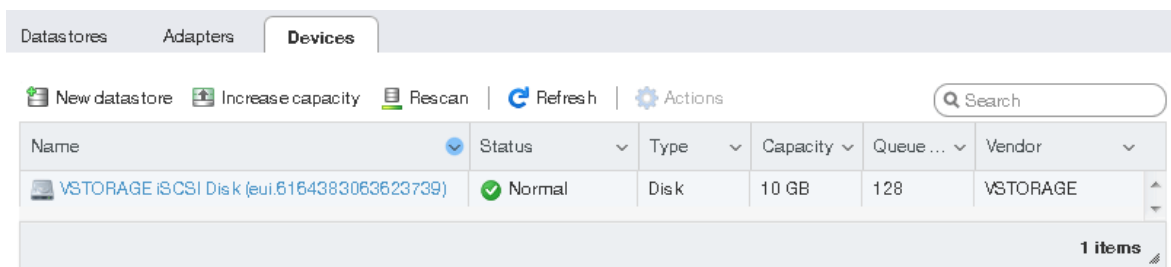 Datastores Adapters Devices
New datastore Increase capacity Rescan Refresh Actions Search
Name Status Type Capacity Queue ... Vendor
VSTORAGE iSCSI Disk (eui.6164383063623739) Normal Disk 10 GB 128 VSTORAGE
1 items